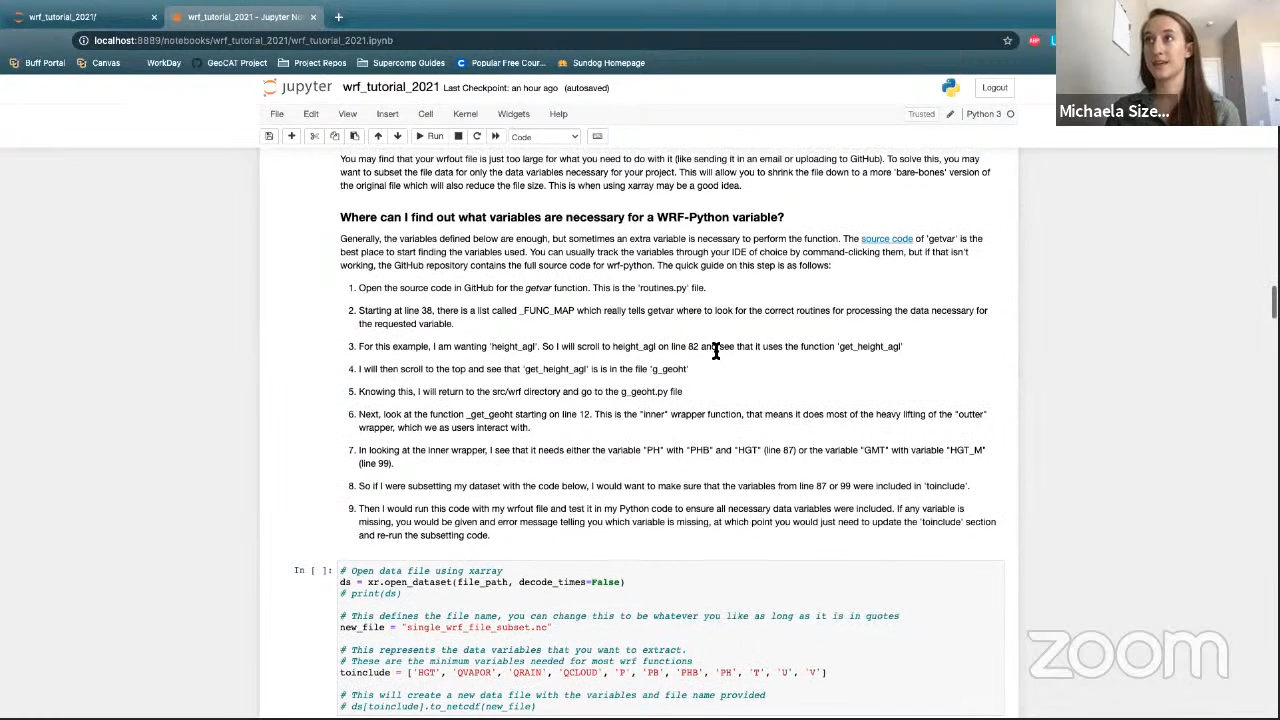 wrf_tutorial_2021/
wrf_tutorial_2021 - Jupyter No
localhost:8889/notebooks/wrf_tutorial_2021/wrf_tutorial_2021.ipynb
Buff Portal Canvas WorkDay GeoCAT Project Project Repos Supercomp Guides Popular Free Cour... Sundog Homepage
Michaela Size...
jupyter wrf_tutorial_2021 Last Checkpoint: an hour ago (autosaved) Logout
File Edit View Insert Cell Kernel Widgets Help Trusted Python 3
Run Code
You may find that your wrfout file is just too large for what you need to do with it (like sending it in an email or uploading to GitHub). To solve this, you may
want to subset the file data for only the data variables necessary for your project. This will allow you to shrink the file down to a more 'bare-bones' version of
the original file which will also reduce the file size. This is when using xarray may be a good idea.
Where can I find out what variables are necessary for a WRF-Python variable?
Generally, the variables defined below are enough, but sometimes an extra variable is necessary to perform the function. The source code of 'getvar' is the
best place to start finding the variables used. You can usually track the variables through your IDE of choice by command-clicking them, but if that isn't
working, the GitHub repository contains the full source code for wrf-python. The quick guide on this step is as follows:
1. Open the source code in GitHub for the getvar function. This is the 'routines.py' file.
2. Starting at line 38, there is a list called _FUNC_MAP which really tells getvar where to look for the correct routines for processing the data necessary for
the requested variable.
3. For this example, I am wanting 'height_agl'. So I will scroll to height_agl on line 82 and see that it uses the function 'get_height_agl'
4. I will then scroll to the top and see that 'get_height_agl' is is in the file 'g_geoht'
5. Knowing this, I will return to the src/wrf directory and go to the g_geoht.py file
6. Next, look at the function _get_geoht starting on line 12. This is the "inner" wrapper function, that means it does most of the heavy lifting of the "outter"
wrapper, which we as users interact with.
7. In looking at the inner wrapper, I see that it needs either the variable "PH" with "PHB" and "HGT" (line 87) or the variable "GMT" with variable "HGT_M"
(line 99).
8. So if I were subsetting my dataset with the code below, I would want to make sure that the variables from line 87 or 99 were included in 'toinclude'.
9. Then I would run this code with my wrfout file and test it in my Python code to ensure all necessary data variables were included. If any variable is
missing, you would be given and error message telling you which variable is missing, at which point you would just need to update the 'toinclude' section
and re-run the subsetting code.
In [ ]: # Open data file using xarray
ds = xr.open_dataset(file_path, decode_times=False)
# print(ds)
# This defines the file name, you can change this to be whatever you like as long as it is in quotes
new_file = "single_wrf_file_subset.nc"
# This represents the data variables that you want to extract.
# These are the minimum variables needed for most wrf functions
toinclude = ['HGT', 'QVAPOR', 'QRAIN', 'QCLOUD', 'P', 'PB', 'PHB', 'PH', 'T', 'U', 'V']
# This will create a new data file with the variables and file name provided
# ds[toinclude].to_netcdf(new_file)
zoom